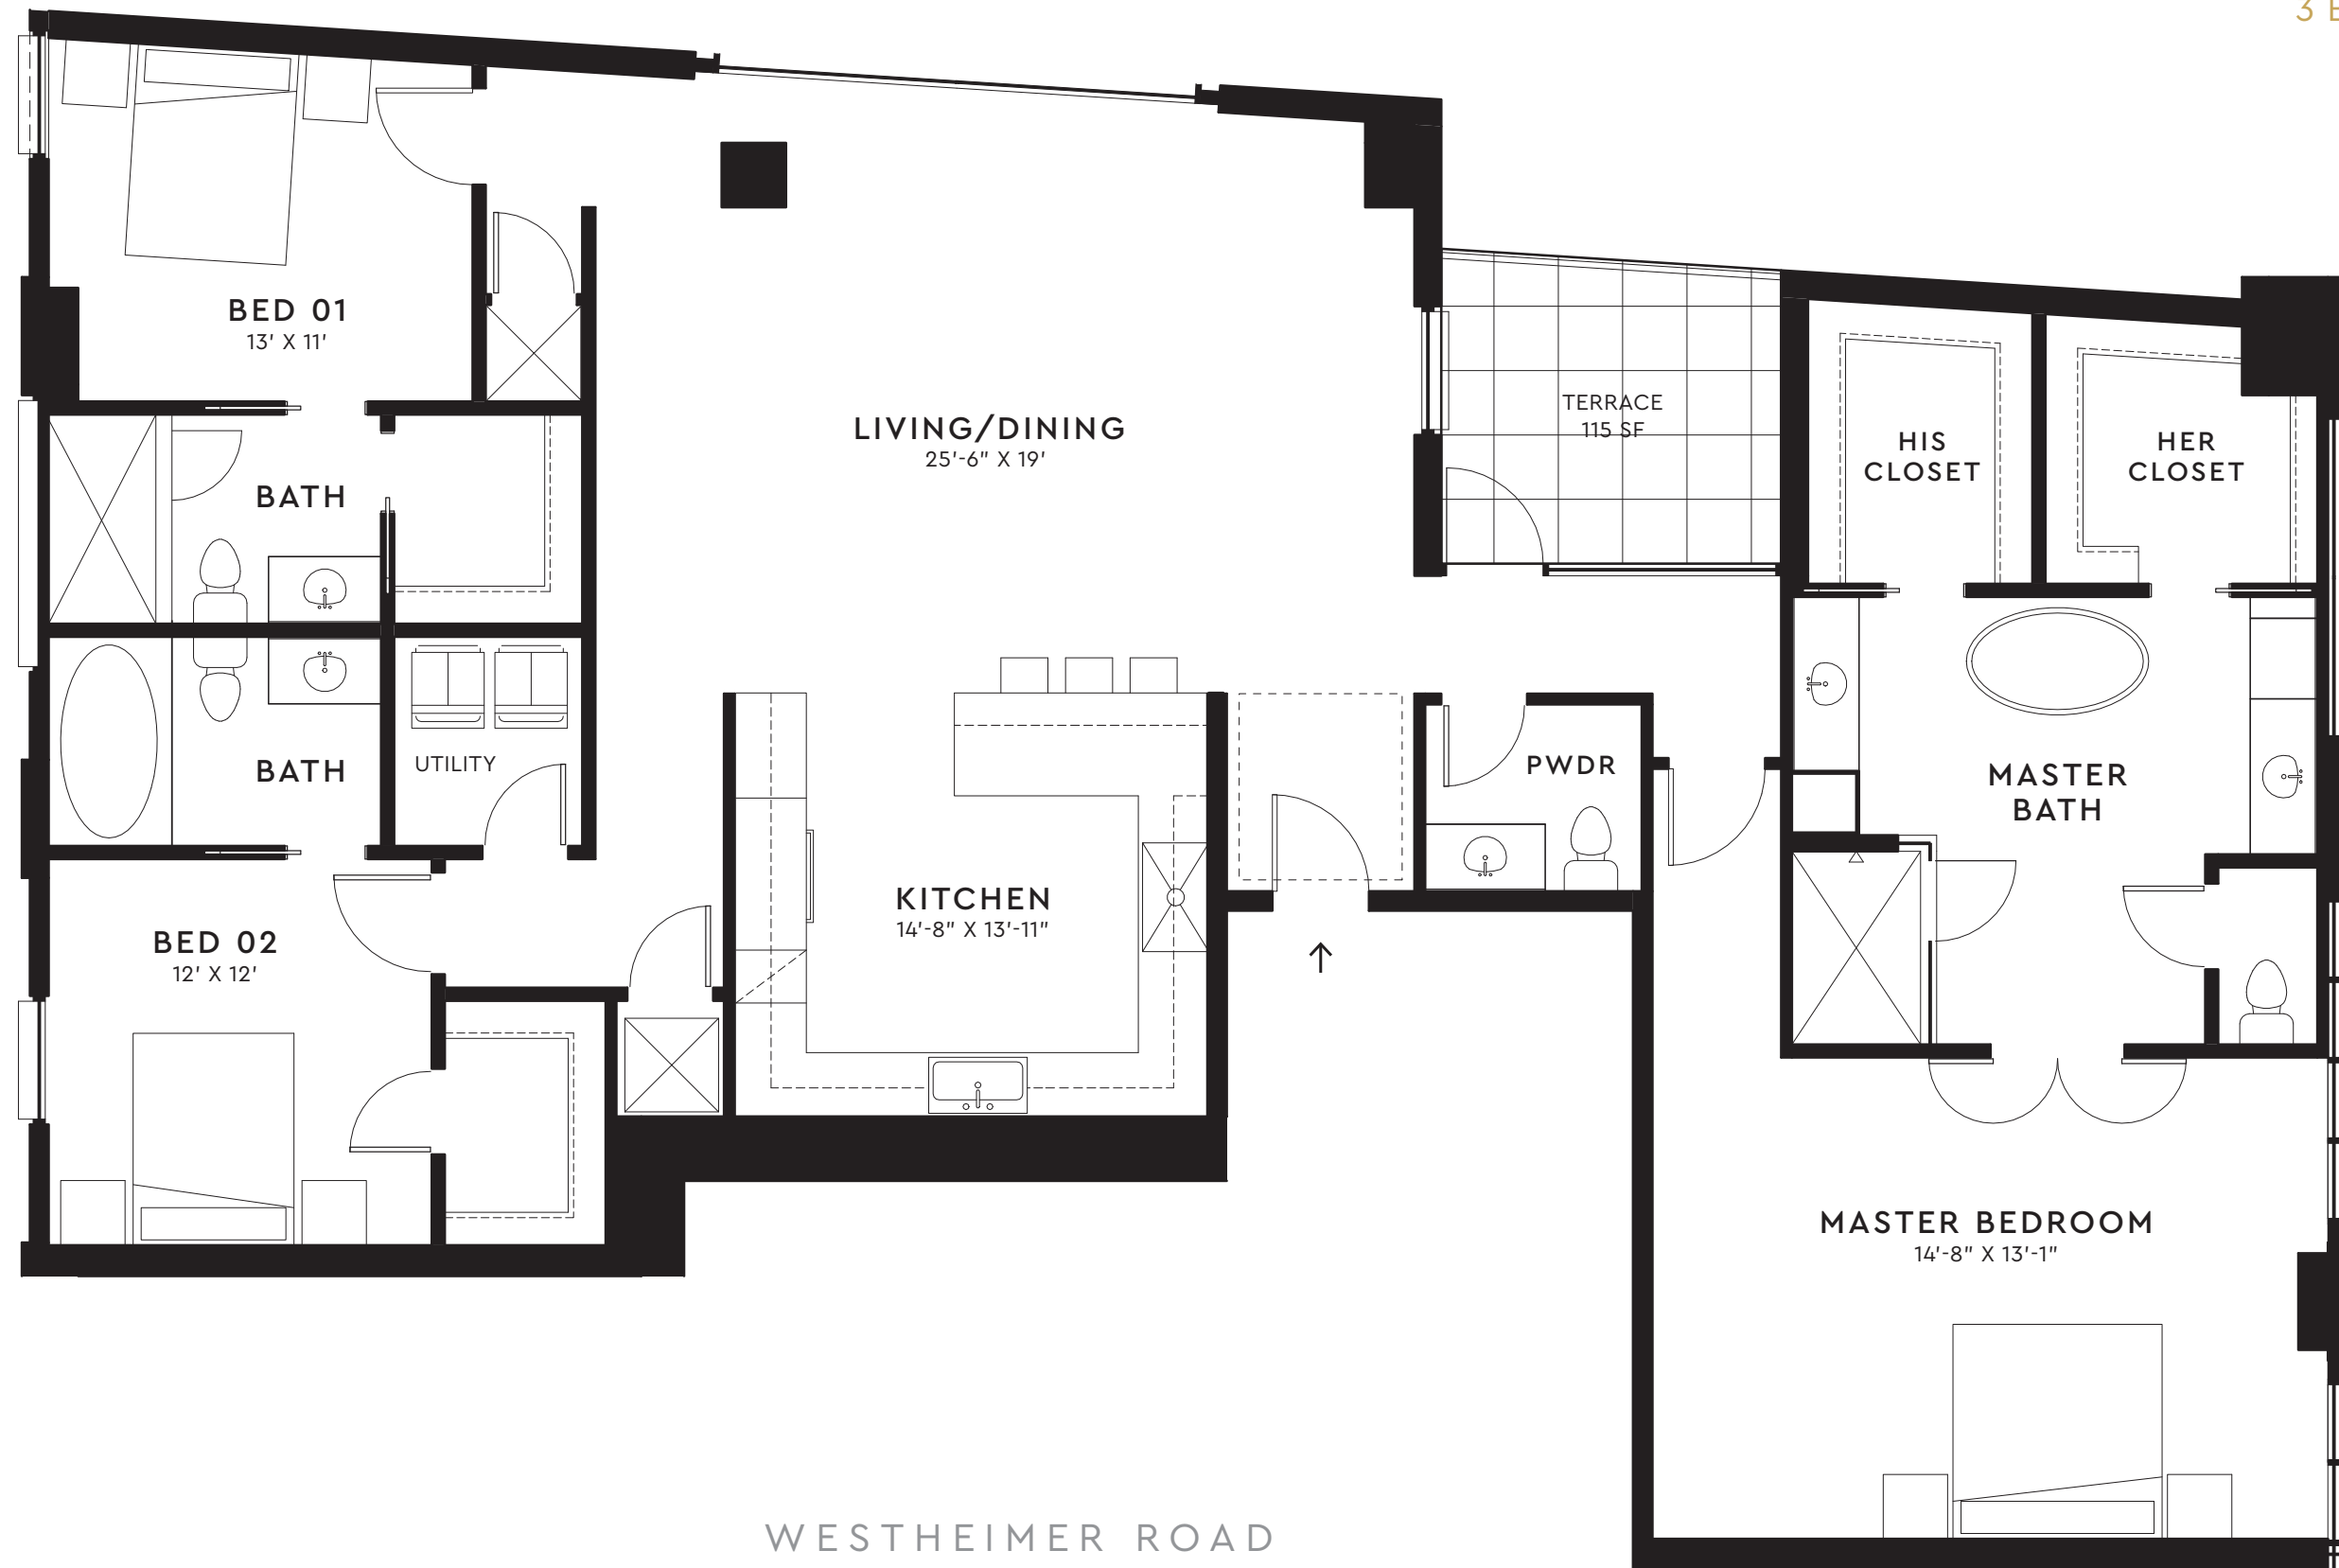 BED 01
13' X 11'
LIVING/DINING
25'-6" X 19'
TERRACE
115 SF
HIS
CLOSET
HER
CLOSET
BATH
BATH
UTILITY
PWDR
MASTER
BATH
KITCHEN
14'-8" X 13'-11"
BED 02
12' X 12'
MASTER BEDROOM
14'-8" X 13'-1"
WESTHEIMER ROAD